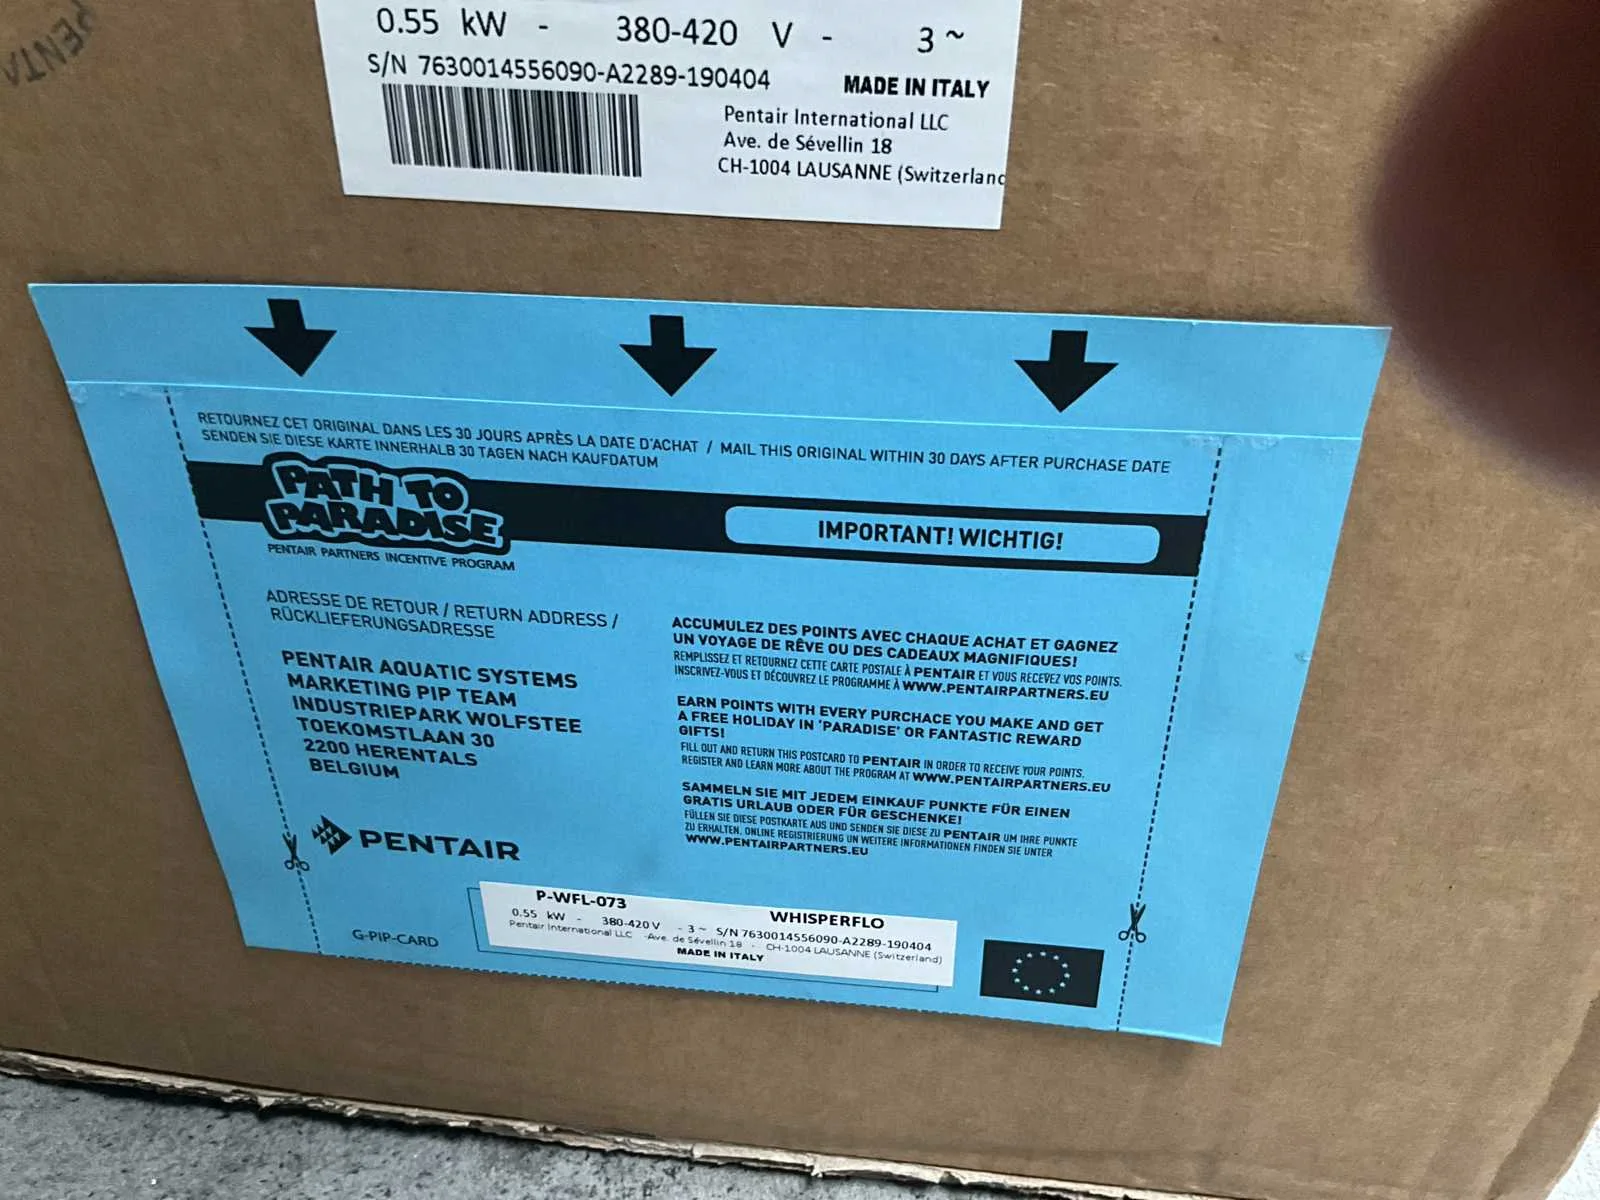 PENTA
0.55 kW - 380-420 V - 3 ~
S/N 7630014556090-A2289-190404
MADE IN ITALY
Pentair International LLC
Ave. de Sévellin 18
CH-1004 LAUSANNE (Switzerland
RETOURNEZ CET ORIGINAL DANS LES 30 JOURS APRÈS LA DATE D'ACHAT / MAIL THIS ORIGINAL WITHIN 30 DAYS AFTER PURCHASE DATE
SENDEN SIE DIESE KARTE INNERHALB 30 TAGEN NACH KAUFDATUM
PATH TO
PARADISE
PENTAIR PARTNERS INCENTIVE PROGRAM
IMPORTANT! WICHTIG!
ADRESSE DE RETOUR / RETURN ADDRESS /
RÜCKLIEFERUNGSADRESSE
PENTAIR AQUATIC SYSTEMS
MARKETING PIP TEAM
INDUSTRIEPARK WOLFSTEE
TOEKOMSTLAAN 30
2200 HERENTALS
BELGIUM
PENTAIR
ACCUMULEZ DES POINTS AVEC CHAQUE ACHAT ET GAGNEZ
UN VOYAGE DE RÊVE OU DES CADEAUX MAGNIFIQUES!
REMPLISSEZ ET RETOURNEZ CETTE CARTE POSTALE À PENTAIR ET VOUS RECEVEZ VOS POINTS.
INSCRIVEZ-VOUS ET DÉCOUVREZ LE PROGRAMME À WWW.PENTAIRPARTNERS.EU
EARN POINTS WITH EVERY PURCHACE YOU MAKE AND GET
A FREE HOLIDAY IN 'PARADISE' OR FANTASTIC REWARD
GIFTS!
FILL OUT AND RETURN THIS POSTCARD TO PENTAIR IN ORDER TO RECEIVE YOUR POINTS.
REGISTER AND LEARN MORE ABOUT THE PROGRAM AT WWW.PENTAIRPARTNERS.EU
SAMMELN SIE MIT JEDEM EINKAUF PUNKTE FÜR EINEN
GRATIS URLAUB ODER FÜR GESCHENKE!
FÜLLEN SIE DIESE POSTKARTE AUS UND SENDEN SIE DIESE ZU PENTAIR UM IHRE PUNKTE
ZU ERHALTEN. ONLINE REGISTRIERUNG UN WEITERE INFORMATIONEN FINDEN SIE UNTER
WWW.PENTAIRPARTNERS.EU
G-PIP-CARD
P-WFL-073 WHISPERFLO
0.55 kW - 380-420 V - 3 ~ S/N 7630014556090-A2289-190404
Pentair International LLC -Ave. de Sévellin 18 - CH-1004 LAUSANNE (Switzerland)
MADE IN ITALY